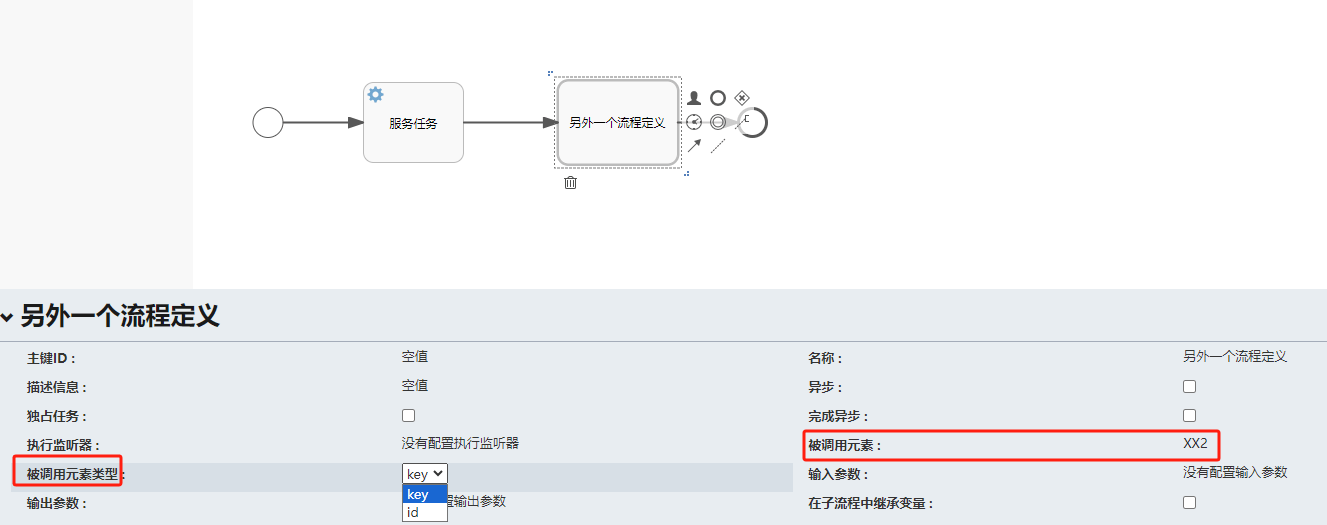 服务任务
另外一个流程定义
另外一个流程定义
主键ID : 空值 名称 : 另外一个流程定义
描述信息 : 空值 异步 :
独占任务 : 完成异步 :
执行监听器 : 没有配置执行监听器 被调用元素 : XX2
被调用元素类型 : key 输入参数 : 没有配置输入参数
key
id
输出参数 : 置输出参数 在子流程中继承变量 :